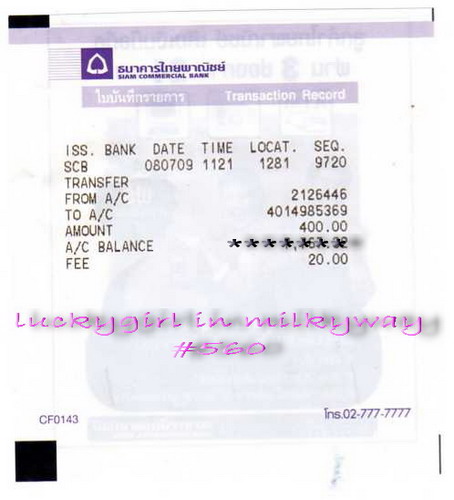 ธนาคารไทยพาณิชย์
SIAM COMMERCIAL BANK
ใบบันทึกรายการ Transaction Record
ISS. BANK DATE TIME LOCAT. SEQ.
SCB 080709 1121 1281 9720
TRANSFER
FROM A/C 2126446
TO A/C 4014985369
AMOUNT 400.00
A/C BALANCE
FEE 20.00
luckygirl in milkyway
#560
CF0143 โทร.02-777-7777